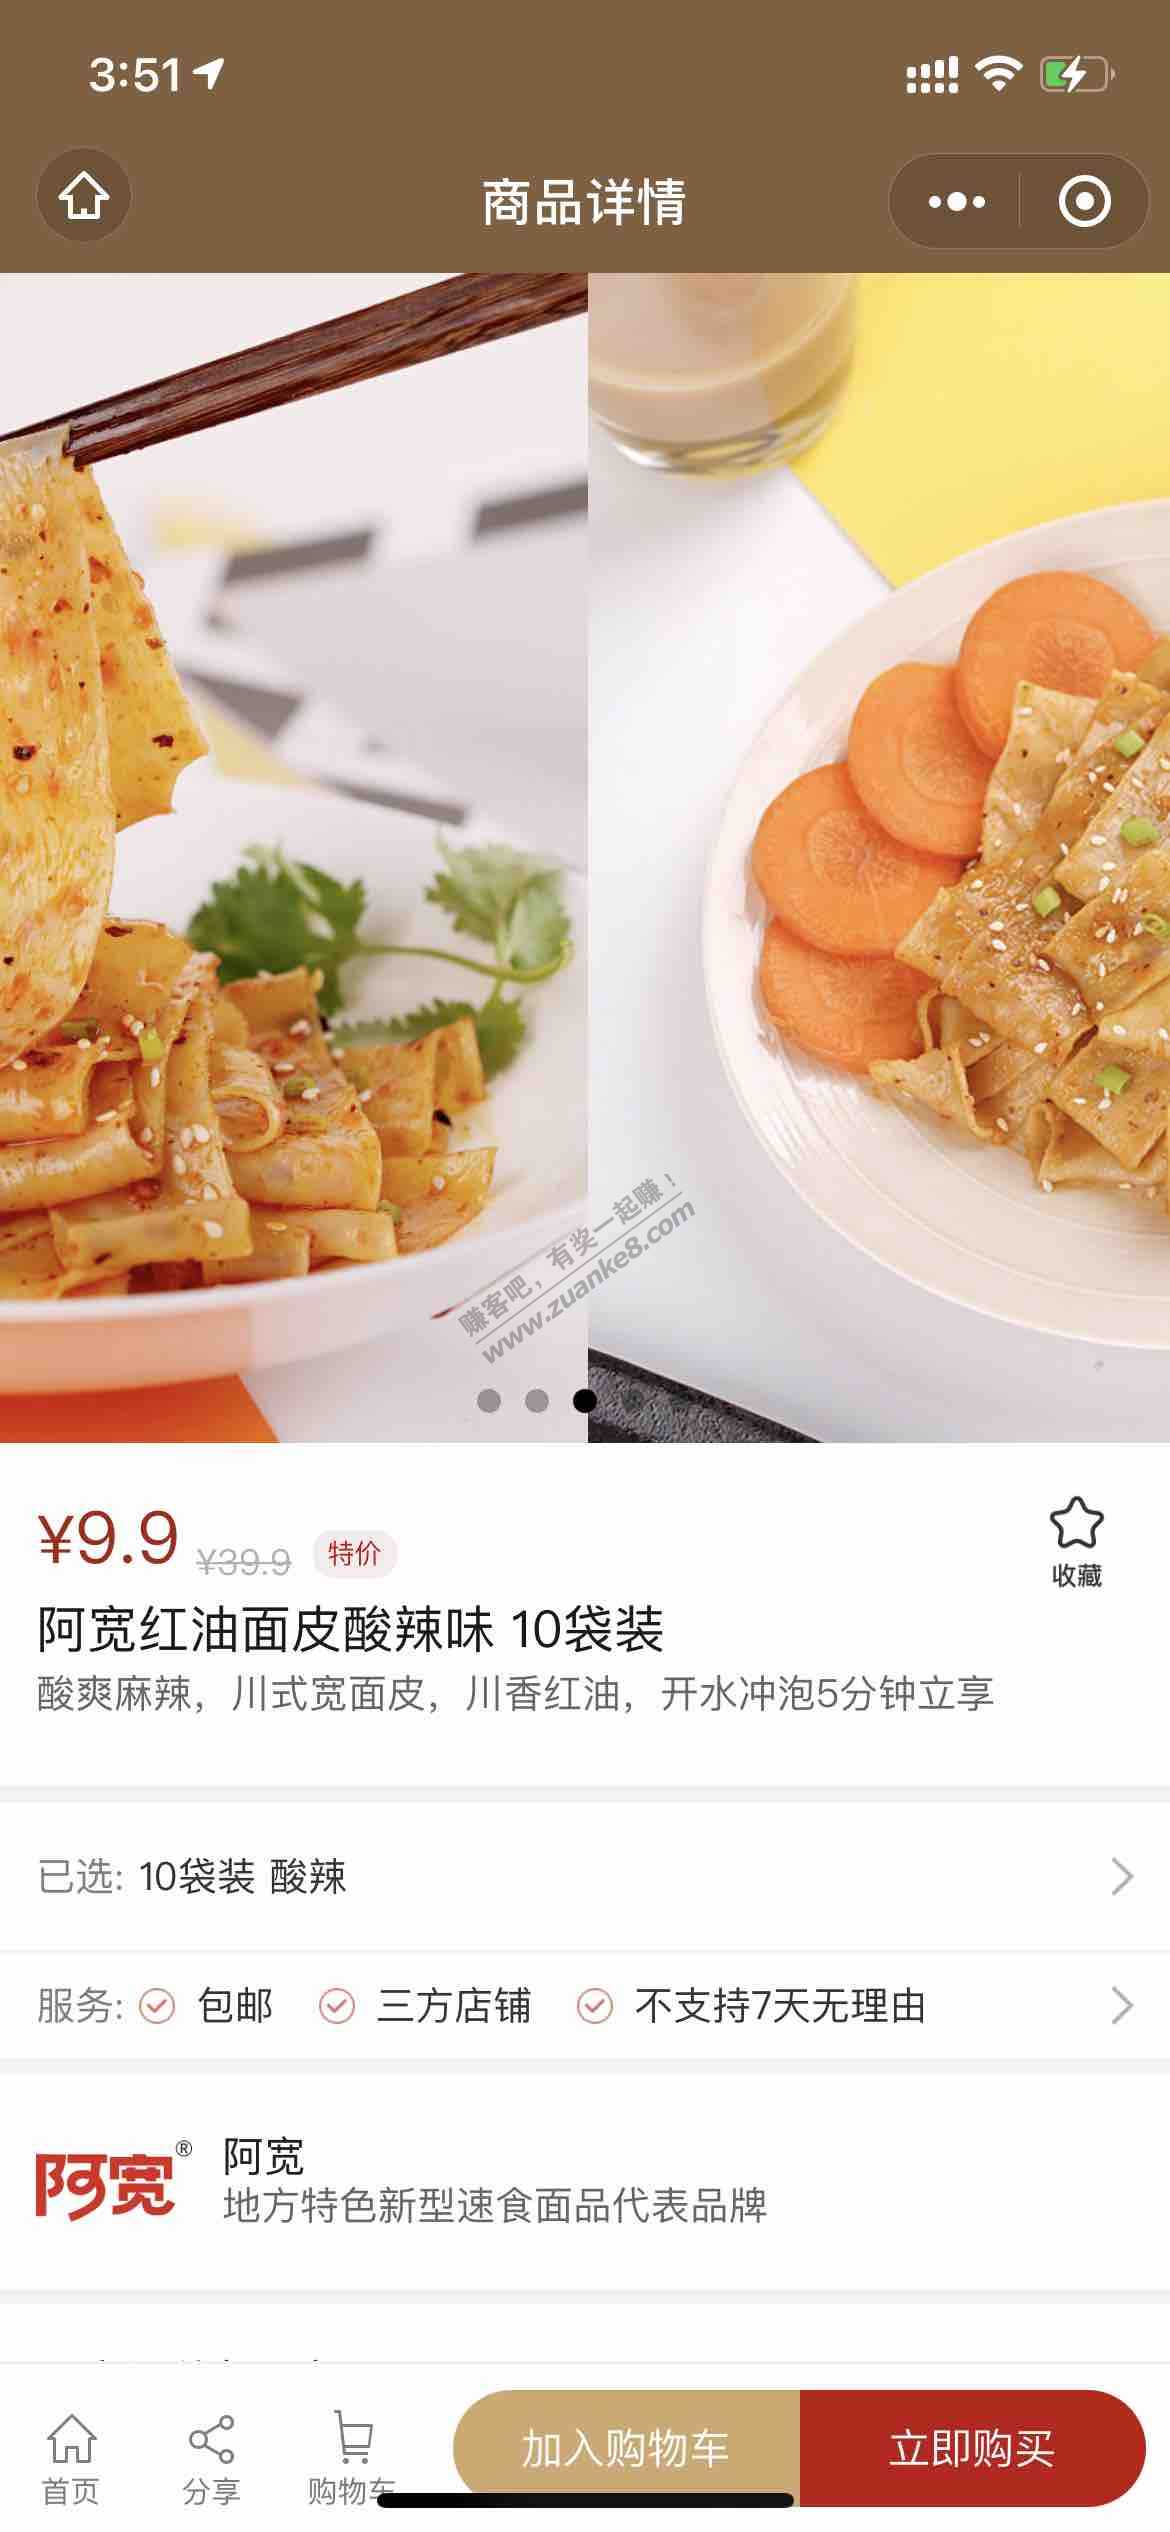 3:51
商品详情
赚客吧，有奖一起赚！
www.zuanke8.com
¥9.9 ¥39.9 特价
收藏
阿宽红油面皮酸辣味 10袋装
酸爽麻辣，川式宽面皮，川香红油，开水冲泡5分钟立享
已选: 10袋装 酸辣
服务: 包邮 三方店铺 不支持7天无理由
阿宽® 阿宽
地方特色新型速食面品代表品牌
首页 分享 购物车 加入购物车 立即购买